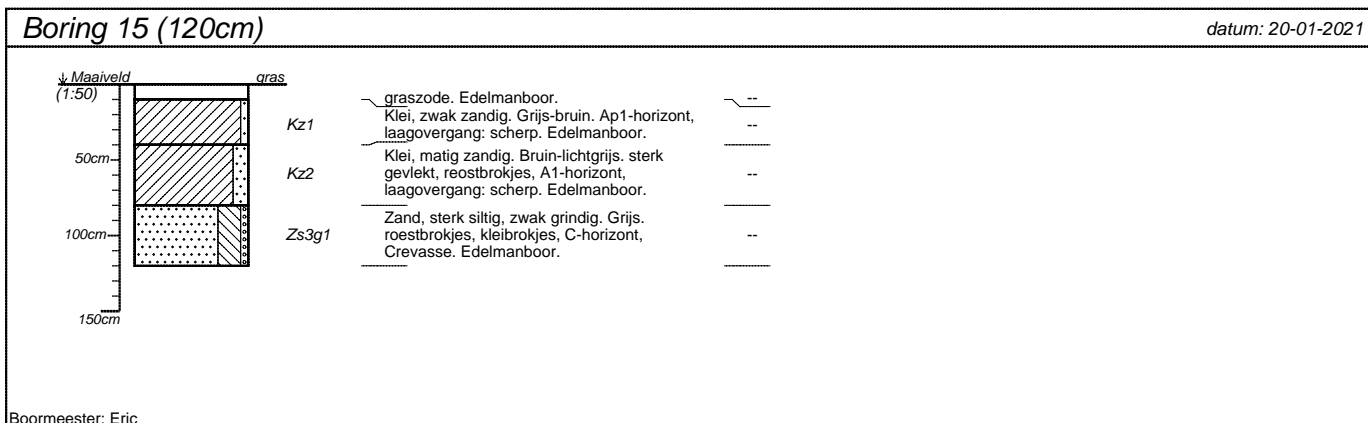 Boring 15 (120cm)
datum: 20-01-2021
Maaiveld
gras
(1:50)
graszode. Edelmanboor.
--
Kz1
Klei, zwak zandig. Grijs-bruin. Ap1-horizont,
laagovergang: scherp. Edelmanboor.
--
50cm
Kz2
Klei, matig zandig. Bruin-lichtgrijs. sterk
gevlekt, reostbrokjes, A1-horizont,
laagovergang: scherp. Edelmanboor.
--
100cm
Zs3g1
Zand, sterk siltig, zwak grindig. Grijs.
roestbrokjes, kleibrokjes, C-horizont,
Crevasse. Edelmanboor.
--
150cm
Boormeester: Eric